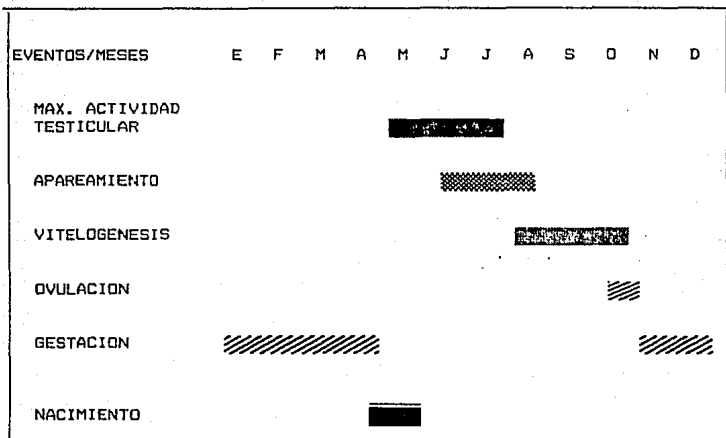 EVENTOS/MESES E F M A M J J A S O N D
MAX. ACTIVIDAD
TESTICULAR
APAREAMIENTO
VITELOGENESIS
OVULACION
GESTACION
NACIMIENTO